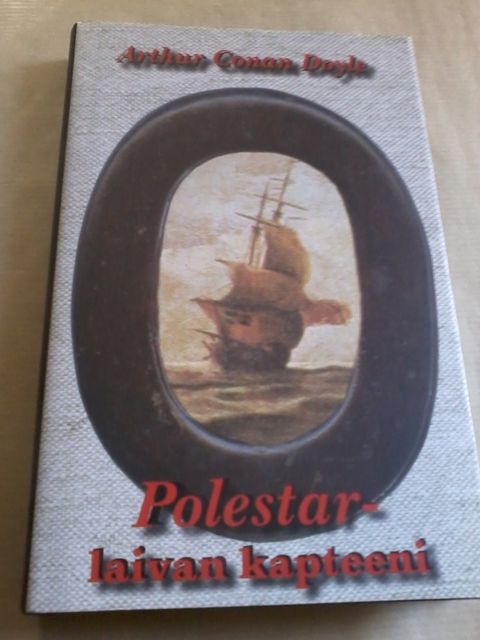 Arthur Conan Doyle
Polestar-
laivan kapteeni